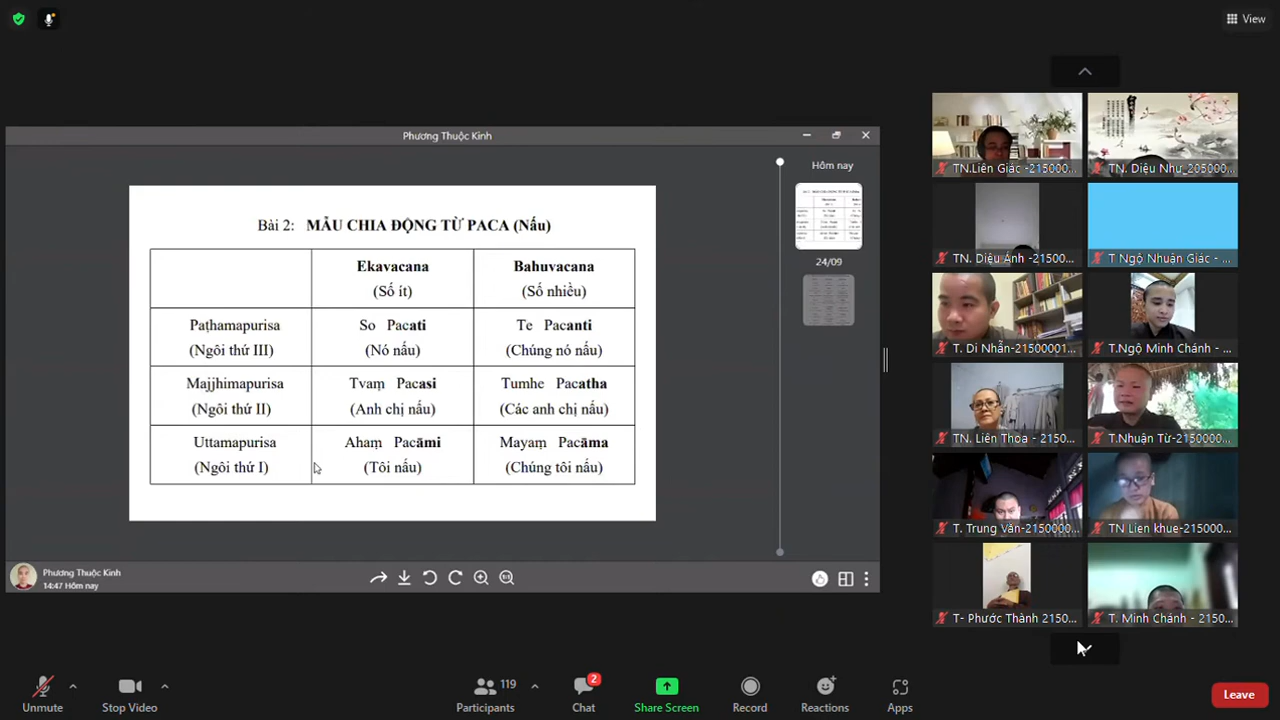 View
Phương Thuộc Kinh
Hôm nay
24/09
Bài 2: MẪU CHIA ĐỘNG TỪ PACA (Nấu)
Ekavacana Bahuvacana
(Số ít) (Số nhiều)
Paṭhamapurisa So Pacati Te Pacanti
(Ngôi thứ III) (Nó nấu) (Chúng nó nấu)
Majjhimapurisa Tvaṃ Pacasi Tumhe Pacatha
(Ngôi thứ II) (Anh chị nấu) (Các anh chị nấu)
Uttamapurisa Ahaṃ Pacāmi Mayaṃ Pacāma
(Ngôi thứ I) (Tôi nấu) (Chúng tôi nấu)
Phương Thuộc Kinh
14:47 Hôm nay
TN.Liên Giác -215000... TN. Diệu Như_205000...
TN. Diệu Ánh -21500... T Ngộ Nhuận Giác - ...
T. Di Nhẫn-21500001... T.Ngộ Minh Chánh - ...
TN. Liên Thoa - 2150... T.Nhuận Từ-2150000...
T. Trung Vân-2150000... TN Lien khue-215000...
T- Phước Thành 2150... T. Minh Chánh - 2150...
Unmute Stop Video Participants 119 Chat 2 Share Screen Record Reactions Apps Leave